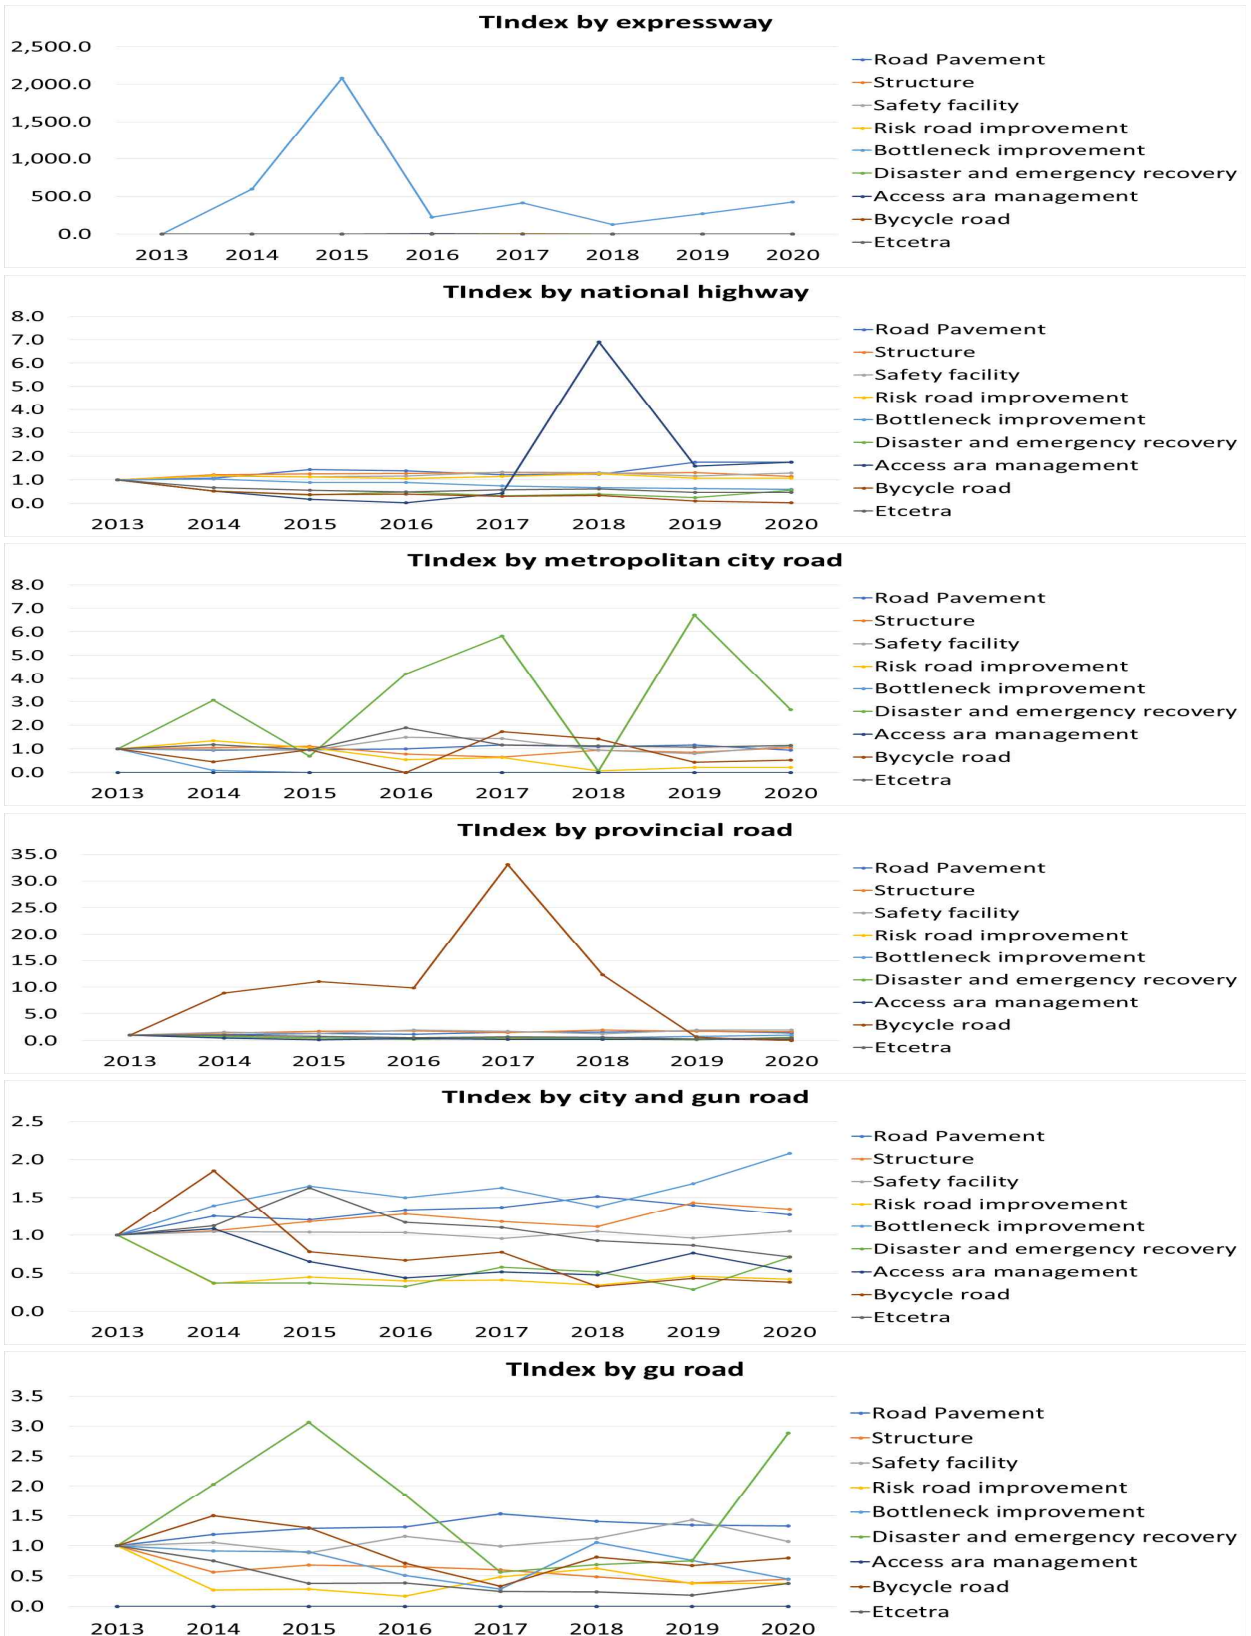 TIndex by expressway
2,500.0
2,000.0
1,500.0
1,000.0
500.0
0.0
2013 2014 2015 2016 2017 2018 2019 2020
Road Pavement
Structure
Safety facility
Risk road improvement
Bottleneck improvement
Disaster and emergency recovery
Access ara management
Bycycle road
Etcetra
TIndex by national highway
8.0
7.0
6.0
5.0
4.0
3.0
2.0
1.0
0.0
2013 2014 2015 2016 2017 2018 2019 2020
Road Pavement
Structure
Safety facility
Risk road improvement
Bottleneck improvement
Disaster and emergency recovery
Access ara management
Bycycle road
Etcetra
TIndex by metropolitan city road
8.0
7.0
6.0
5.0
4.0
3.0
2.0
1.0
0.0
2013 2014 2015 2016 2017 2018 2019 2020
Road Pavement
Structure
Safety facility
Risk road improvement
Bottleneck improvement
Disaster and emergency recovery
Access ara management
Bycycle road
Etcetra
TIndex by provincial road
35.0
30.0
25.0
20.0
15.0
10.0
5.0
0.0
2013 2014 2015 2016 2017 2018 2019 2020
Road Pavement
Structure
Safety facility
Risk road improvement
Bottleneck improvement
Disaster and emergency recovery
Access ara management
Bycycle road
Etcetra
TIndex by city and gun road
2.5
2.0
1.5
1.0
0.5
0.0
2013 2014 2015 2016 2017 2018 2019 2020
Road Pavement
Structure
Safety facility
Risk road improvement
Bottleneck improvement
Disaster and emergency recovery
Access ara management
Bycycle road
Etcetra
TIndex by gu road
3.5
3.0
2.5
2.0
1.5
1.0
0.5
0.0
2013 2014 2015 2016 2017 2018 2019 2020
Road Pavement
Structure
Safety facility
Risk road improvement
Bottleneck improvement
Disaster and emergency recovery
Access ara management
Bycycle road
Etcetra